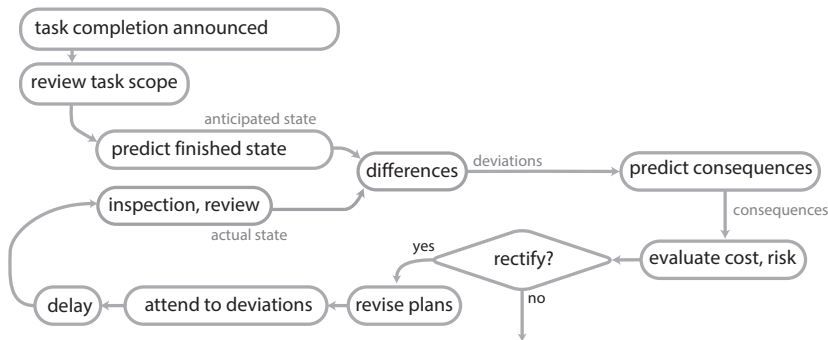 task completion announced
review task scope
anticipated state
predict finished state
differences
deviations
predict consequences
inspection, review
actual state
consequences
yes
rectify?
evaluate cost, risk
no
delay
attend to deviations
revise plans